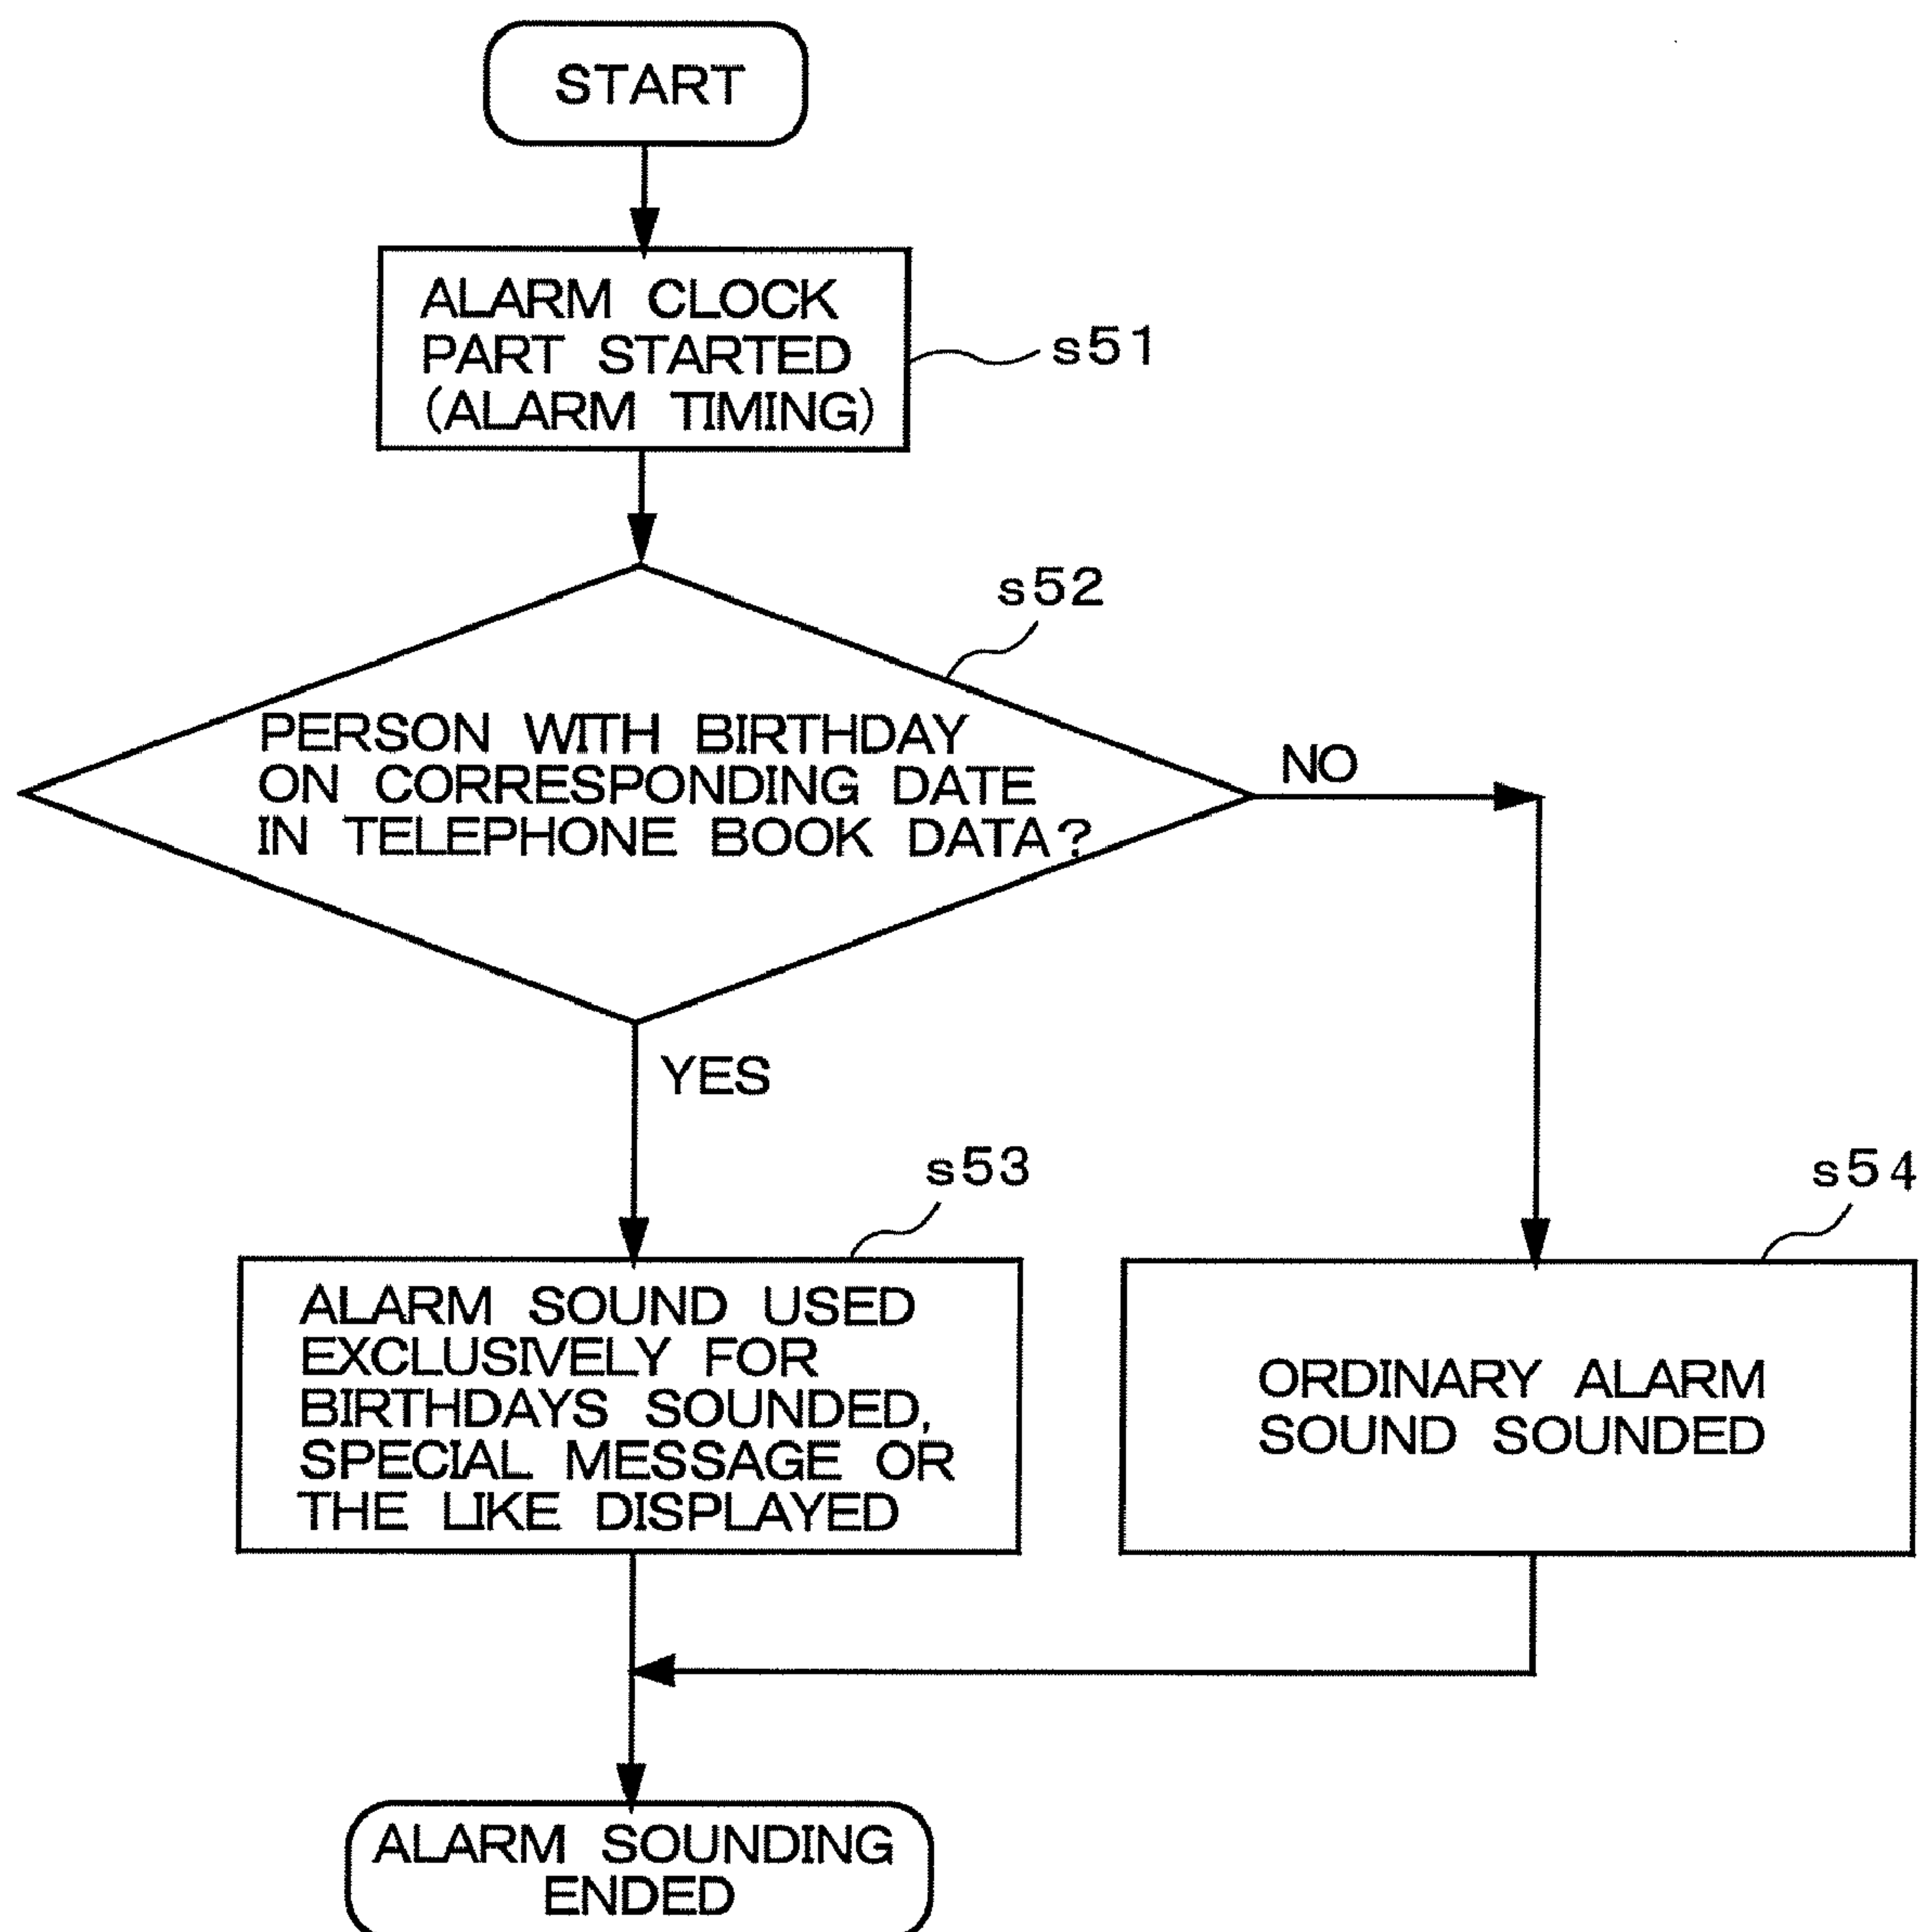 START
ALARM CLOCK
PART STARTED
(ALARM TIMING)
s51
s52
PERSON WITH BIRTHDAY
ON CORRESPONDING DATE
IN TELEPHONE BOOK DATA?
NO
YES
s53
ALARM SOUND USED
EXCLUSIVELY FOR
BIRTHDAYS SOUNDED,
SPECIAL MESSAGE OR
THE LIKE DISPLAYED
s54
ORDINARY ALARM
SOUND SOUNDED
ALARM SOUNDING
ENDED